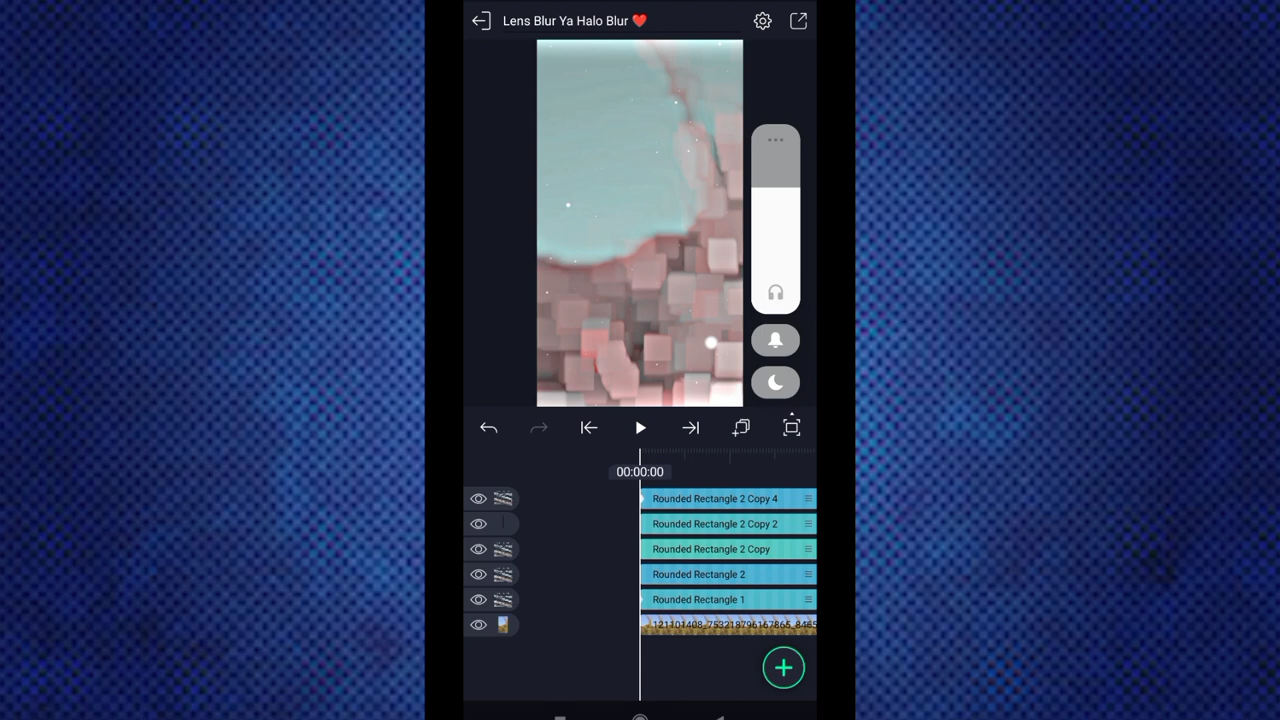 Lens Blur Ya Halo Blur ❤️
00:00:00
Rounded Rectangle 2 Copy 4
Rounded Rectangle 2 Copy 2
Rounded Rectangle 2 Copy
Rounded Rectangle 2
Rounded Rectangle 1